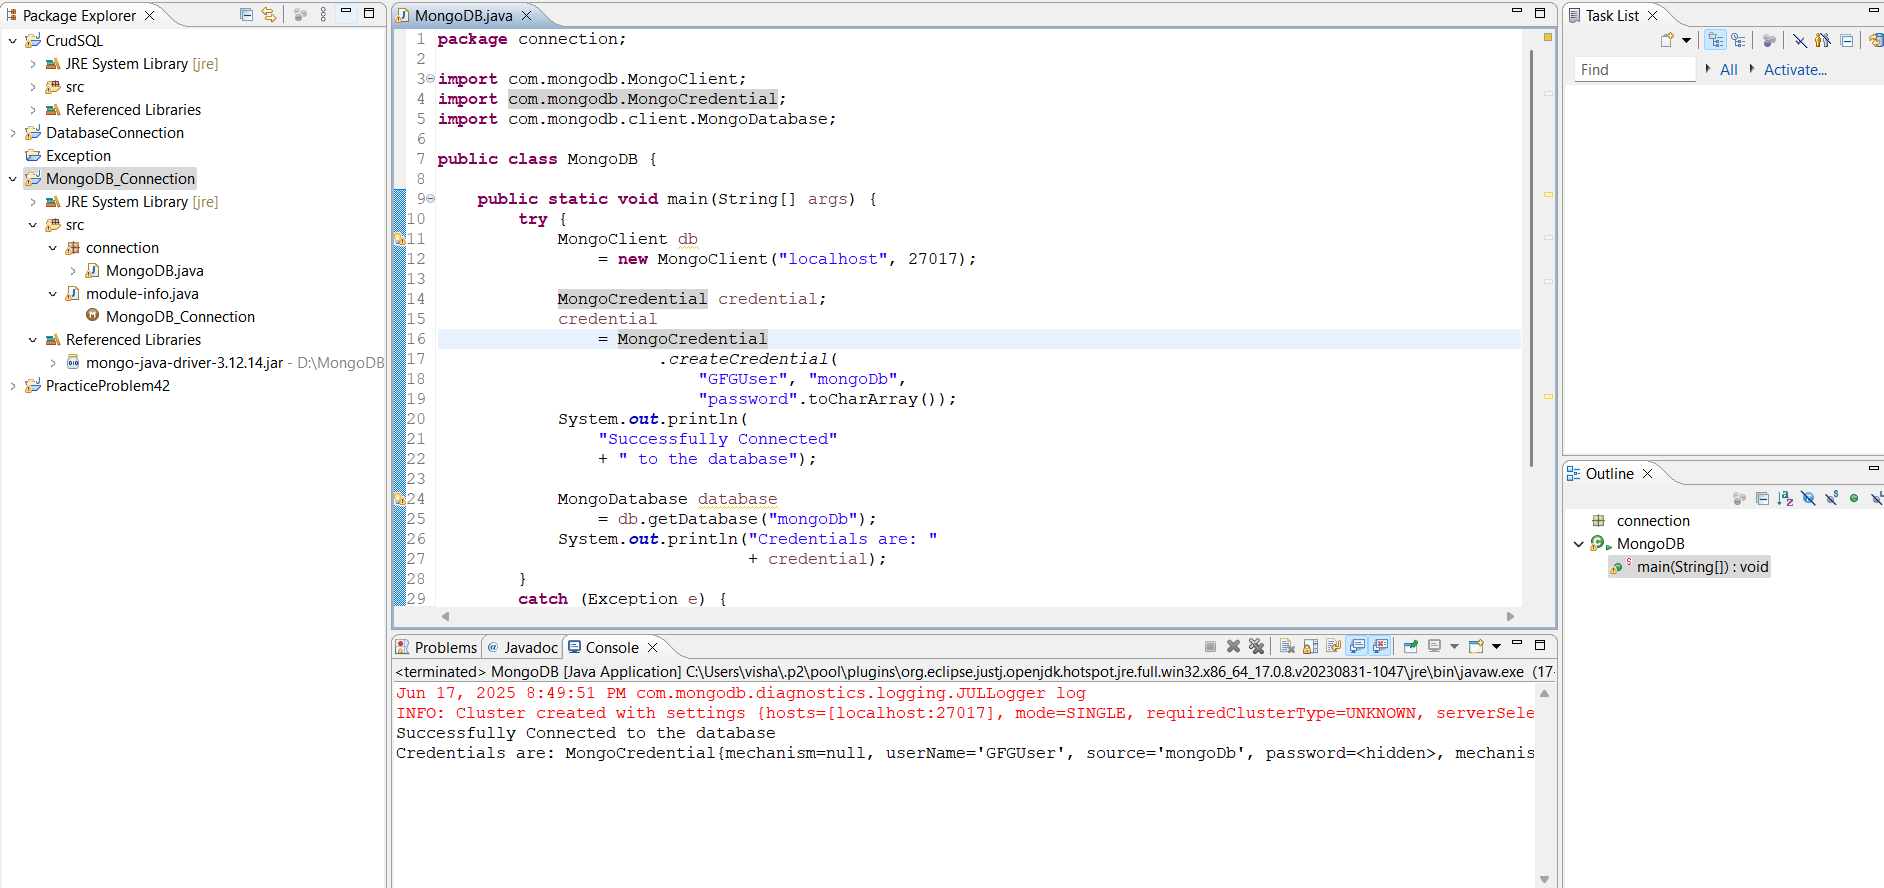 Package Explorer
CrudSQL
JRE System Library [jre]
src
Referenced Libraries
DatabaseConnection
Exception
MongoDB_Connection
JRE System Library [jre]
src
connection
MongoDB.java
module-info.java
MongoDB_Connection
Referenced Libraries
mongo-java-driver-3.12.14.jar - D:\MongoDB
PracticeProblem42
MongoDB.java
1 package connection;
2
3 import com.mongodb.MongoClient;
4 import com.mongodb.MongoCredential;
5 import com.mongodb.client.MongoDatabase;
6
7 public class MongoDB {
8
9 public static void main(String[] args) {
10 try {
11 MongoClient db
12 = new MongoClient("localhost", 27017);
13
14 MongoCredential credential;
15 credential
16 = MongoCredential
17 .createCredential(
18 "GFGUser", "mongoDb",
19 "password".toCharArray());
20 System.out.println(
21 "Successfully Connected"
22 + " to the database");
23
24 MongoDatabase database
25 = db.getDatabase("mongoDb");
26 System.out.println("Credentials are: "
27 + credential);
28 }
29 catch (Exception e) {
Problems @ Javadoc Console
<terminated> MongoDB [Java Application] C:\Users\visha\.p2\pool\plugins\org.eclipse.justj.openjdk.hotspot.jre.full.win32.x86_64_17.0.8.v20230831-1047\jre\bin\javaw.exe (17-
Jun 17, 2025 8:49:51 PM com.mongodb.diagnostics.logging.JULLogger log
INFO: Cluster created with settings {hosts=[localhost:27017], mode=SINGLE, requiredClusterType=UNKNOWN, serverSele
Successfully Connected to the database
Credentials are: MongoCredential{mechanism=null, userName='GFGUser', source='mongoDb', password=<hidden>, mechanis
Task List
Find All Activate...
Outline
connection
MongoDB
main(String[]) : void